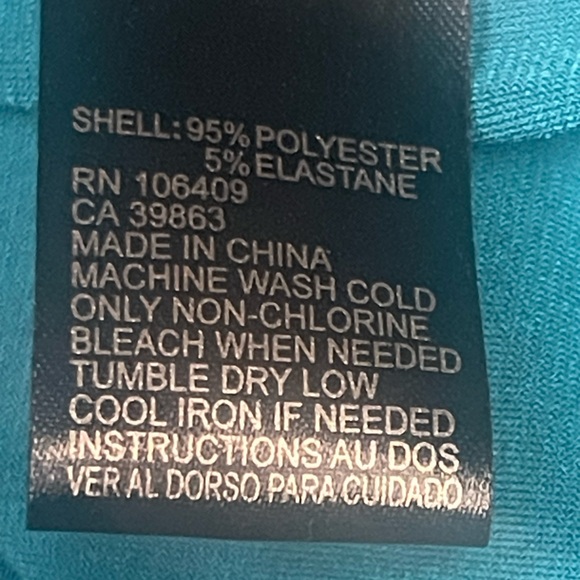 SHELL: 95% POLYESTER
5% ELASTANE
RN 106409
CA 39863
MADE IN CHINA
MACHINE WASH COLD
ONLY NON-CHLORINE
BLEACH WHEN NEEDED
TUMBLE DRY LOW
COOL IRON IF NEEDED
INSTRUCTIONS AU DOS
VER AL DORSO PARA CUIDADO